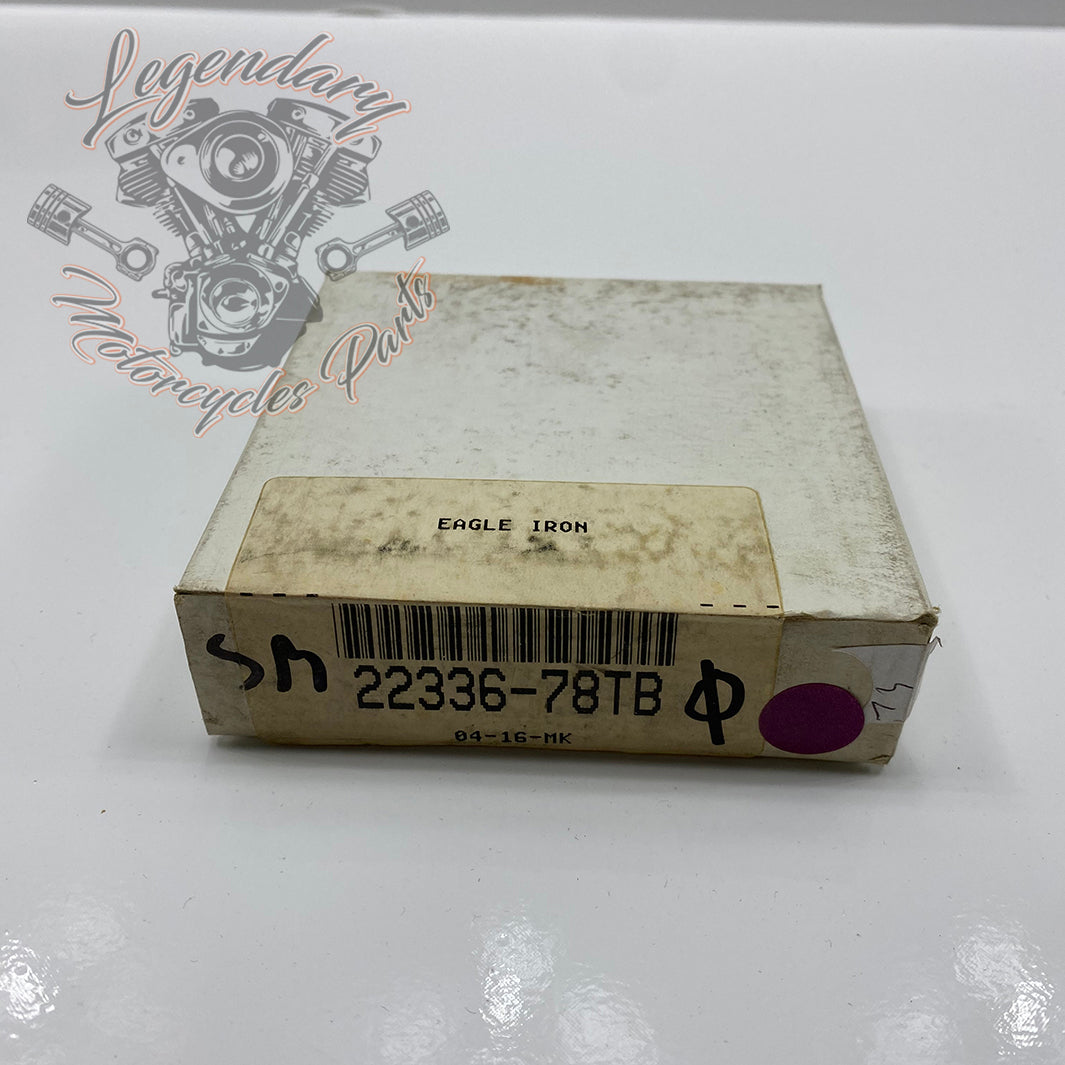 Legendary
Motorcycles Parts
EAGLE IRON
SM
22336-78TB
Φ
04-16-MK